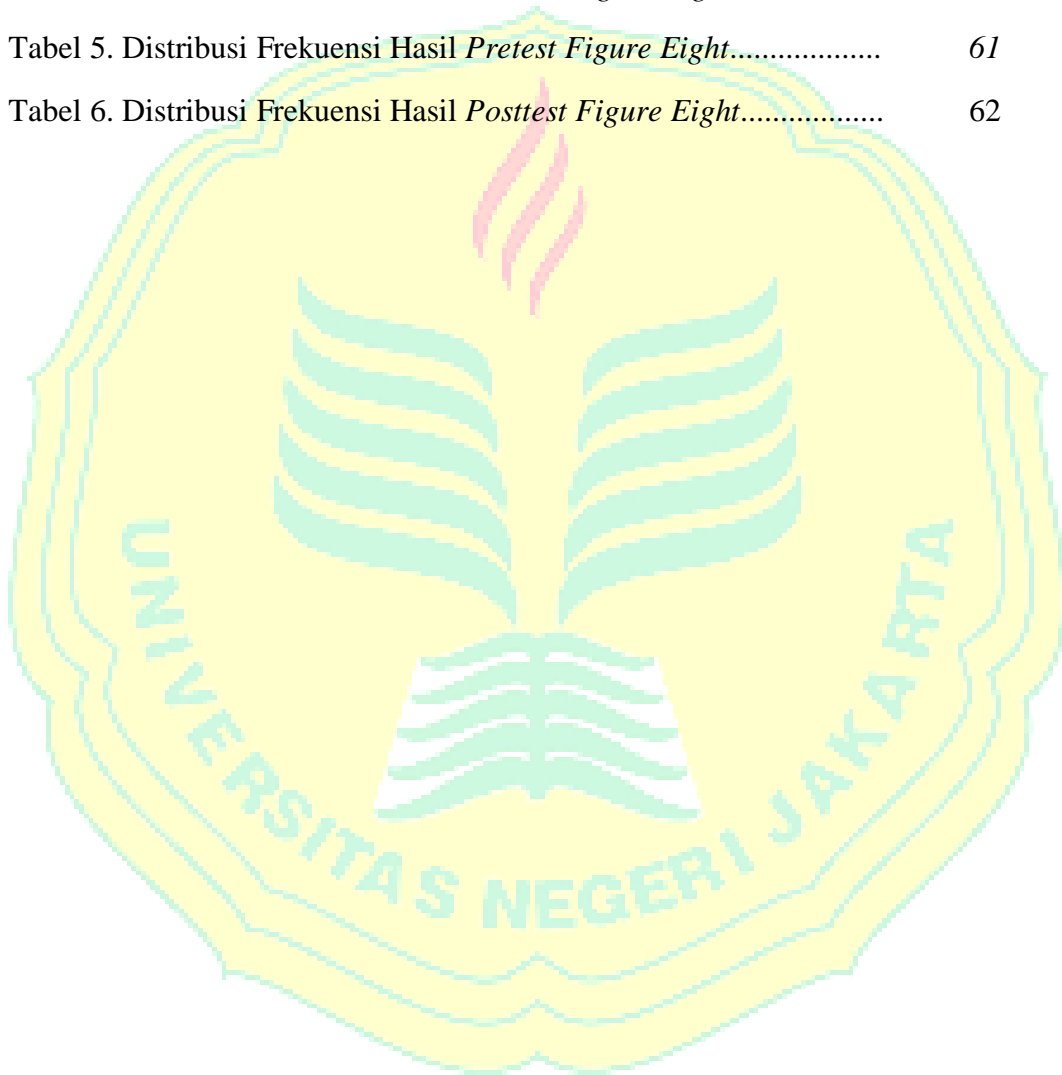 Tabel 5. Distribusi Frekuensi Hasil Pretest Figure Eight................... 61
Tabel 6. Distribusi Frekuensi Hasil Posttest Figure Eight................. 62
UNIVERSITAS NEGERI JAKARTA